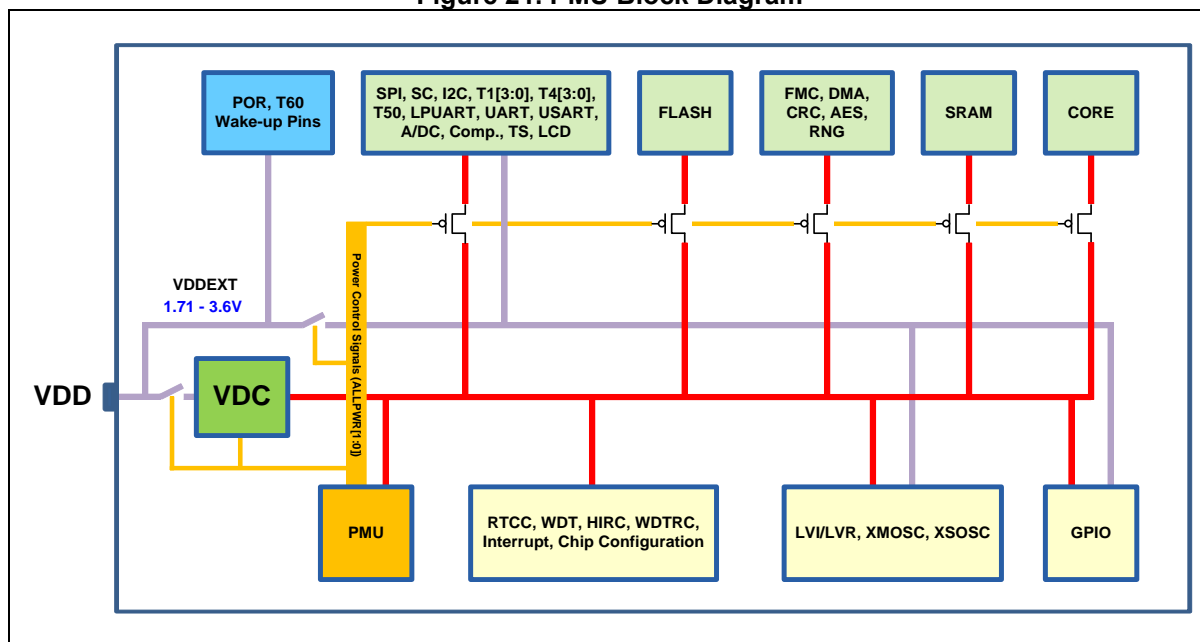 Figure 21. PMU Block Diagram
POR, T60
Wake-up Pins
SPI, SC, I2C, T1[3:0], T4[3:0],
T50, LPUART, UART, USART,
A/DC, Comp., TS, LCD
FLASH
FMC, DMA,
CRC, AES,
RNG
SRAM
CORE
VDDEXT
1.71 - 3.6V
Power Control Signals (ALLPWR[1:0])
VDD
VDC
PMU
RTCC, WDT, HIRC, WDTRC,
Interrupt, Chip Configuration
LVI/LVR, XMOSC, XSOSC
GPIO